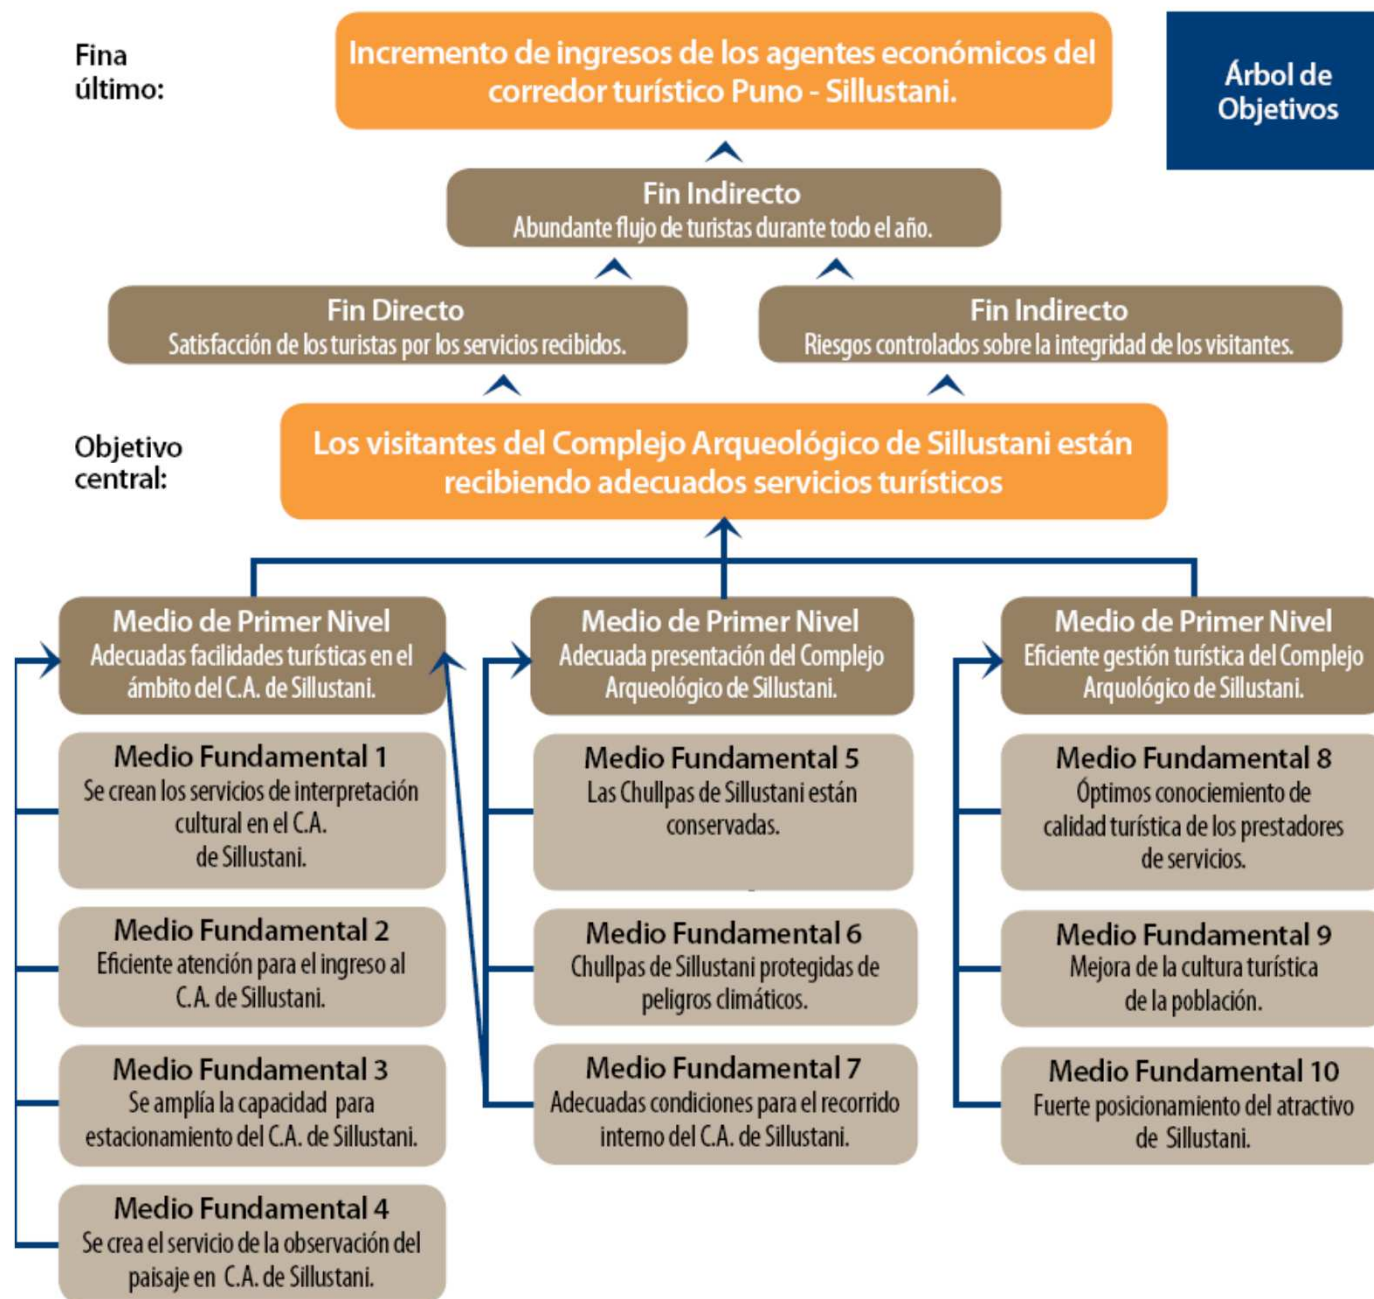 Fina
último:
Incremento de ingresos de los agentes económicos del
corredor turístico Puno - Sillustani.
Árbol de
Objetivos
Fin Indirecto
Abundante flujo de turistas durante todo el año.
Fin Directo
Satisfacción de los turistas por los servicios recibidos.
Fin Indirecto
Riesgos controlados sobre la integridad de los visitantes.
Objetivo
central:
Los visitantes del Complejo Arqueológico de Sillustani están
recibiendo adecuados servicios turísticos
Medio de Primer Nivel
Adecuadas facilidades turísticas en el
ámbito del C.A. de Sillustani.
Medio Fundamental 1
Se crean los servicios de interpretación
cultural en el C.A.
de Sillustani.
Medio Fundamental 2
Eficiente atención para el ingreso al
C.A. de Sillustani.
Medio Fundamental 3
Se amplía la capacidad para
estacionamiento del C.A. de Sillustani.
Medio Fundamental 4
Se crea el servicio de la observación del
paisaje en C.A. de Sillustani.
Medio de Primer Nivel
Adecuada presentación del Complejo
Arqueológico de Sillustani.
Medio Fundamental 5
Las Chullpas de Sillustani están
conservadas.
Medio Fundamental 6
Chullpas de Sillustani protegidas de
peligros climáticos.
Medio Fundamental 7
Adecuadas condiciones para el recorrido
interno del C.A. de Sillustani.
Medio de Primer Nivel
Eficiente gestión turística del Complejo
Arquológico de Sillustani.
Medio Fundamental 8
Óptimos conociemiento de
calidad turística de los prestadores
de servicios.
Medio Fundamental 9
Mejora de la cultura turística
de la población.
Medio Fundamental 10
Fuerte posicionamiento del atractivo
de Sillustani.